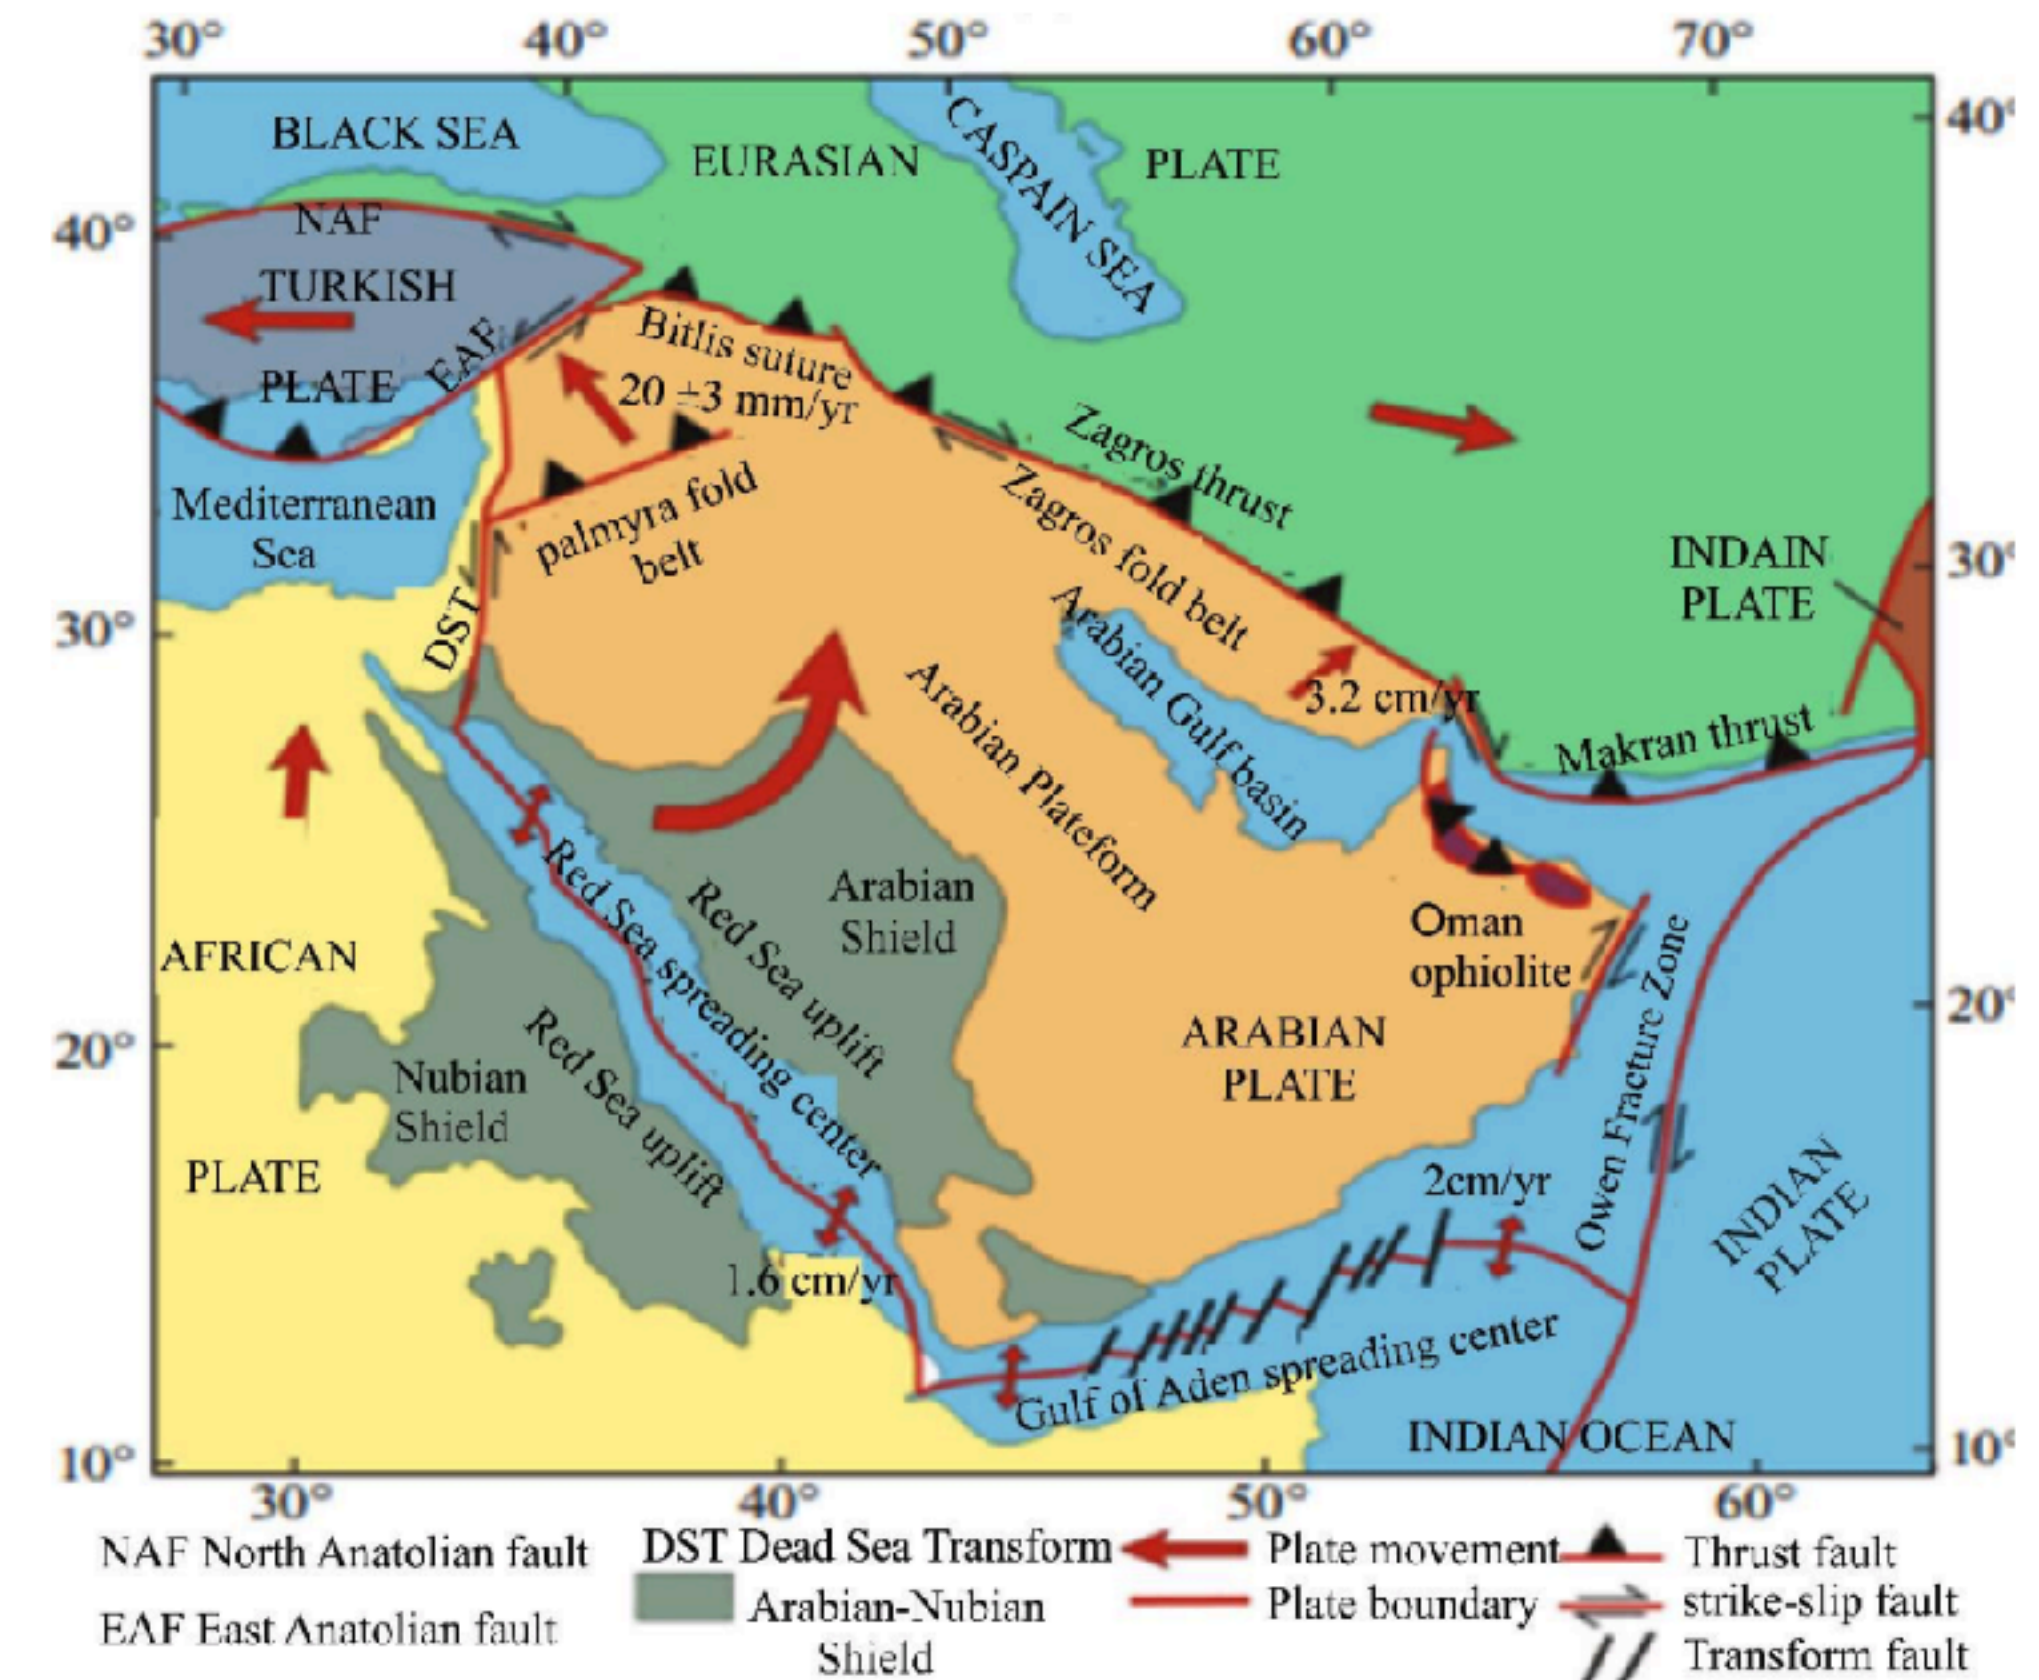 30°
40°
50°
60°
70°
BLACK SEA
EURASIAN
PLATE
CASPAIN SEA
40°
40°
NAF
TURKISH
PLATE
EAF
Bitlis suture
20 ±3 mm/yr
Zagros thrust
Zagros fold belt
Mediterranean
Sca
palmyra fold
belt
INDAIN
PLATE
30°
30°
DST
Arabian Gulf basin
3.2 cm/yr
Makran thrust
Arabian Plateform
Red Sea spreading center
Red Sea uplift
Arabian
Shield
AFRICAN
PLATE
Oman
ophiolite
Owen Fracture Zone
20°
20°
ARABIAN
PLATE
Nubian
Shield
Red Sea uplift
2cm/yr
INDIAN
PLATE
1.6 cm/yr
Gulf of Aden spreading center
INDIAN OCEAN
10°
10°
30°
40°
50°
60°
NAF North Anatolian fault
EAF East Anatolian fault
DST Dead Sea Transform
Arabian-Nubian
Shield
Plate movement
Plate boundary
Thrust fault
strike-slip fault
Transform fault